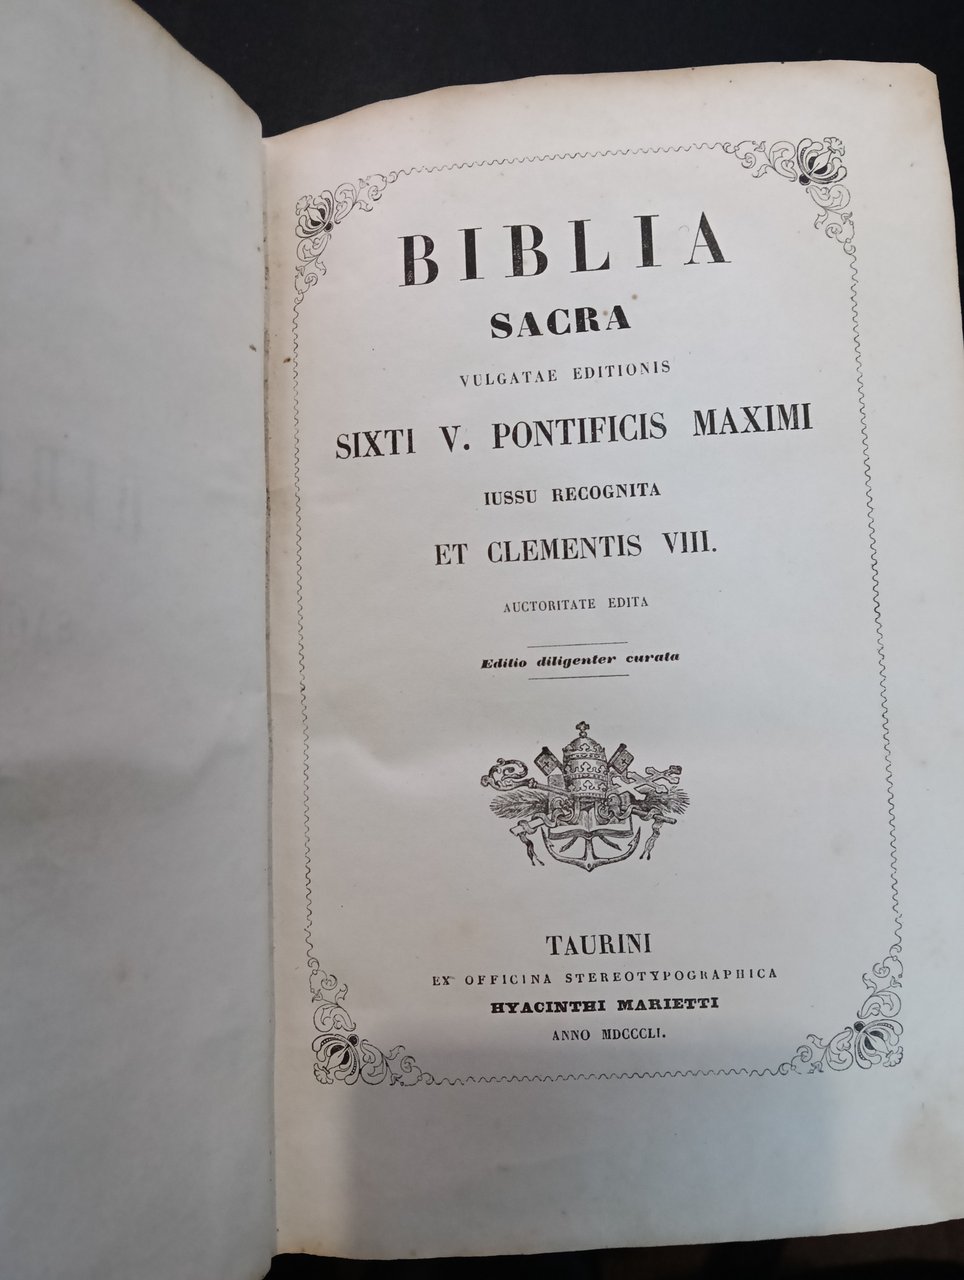 BIBLIA
SACRA
VULGATAE EDITIONIS
SIXTI V. PONTIFICIS MAXIMI
IUSSU RECOGNITA
ET CLEMENTIS VIII.
AUCTORITATE EDITA
Editio diligenter curata
TAURINI
EX OFFICINA STEREOTYPOGRAPHICA
HYACINTHI MARIETTI
ANNO MDCCCLI.